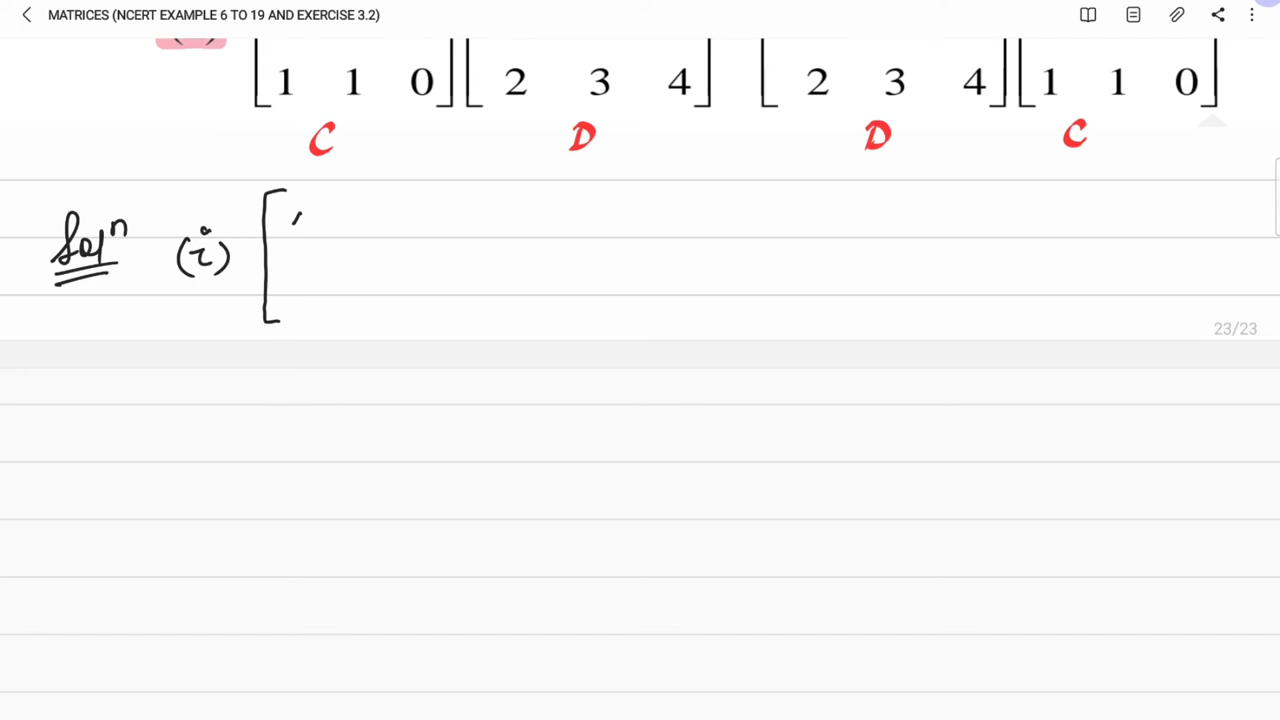 MATRICES (NCERT EXAMPLE 6 TO 19 AND EXERCISE 3.2)
1 1 0 2 3 4 2 3 4 1 1 0
C D D C
Solⁿ (i)
23/23